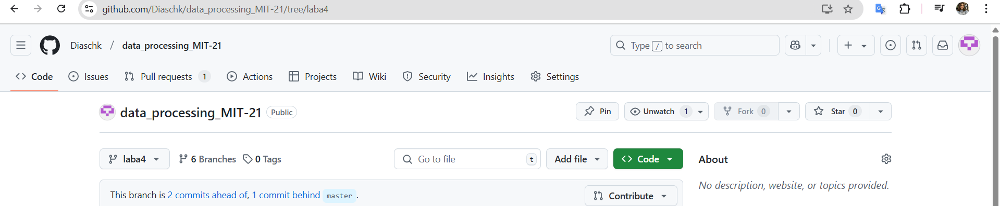 github.com/Diaschk/data_processing_MIT-21/tree/laba4
Diaschk / data_processing_MIT-21
Type / to search
Code Issues Pull requests 1 Actions Projects Wiki Security Insights Settings
data_processing_MIT-21 Public
Pin Unwatch 1 Fork 0 Star 0
laba4 6 Branches 0 Tags Go to file t Add file Code About
No description, website, or topics provided.
This branch is 2 commits ahead of, 1 commit behind master.
Contribute